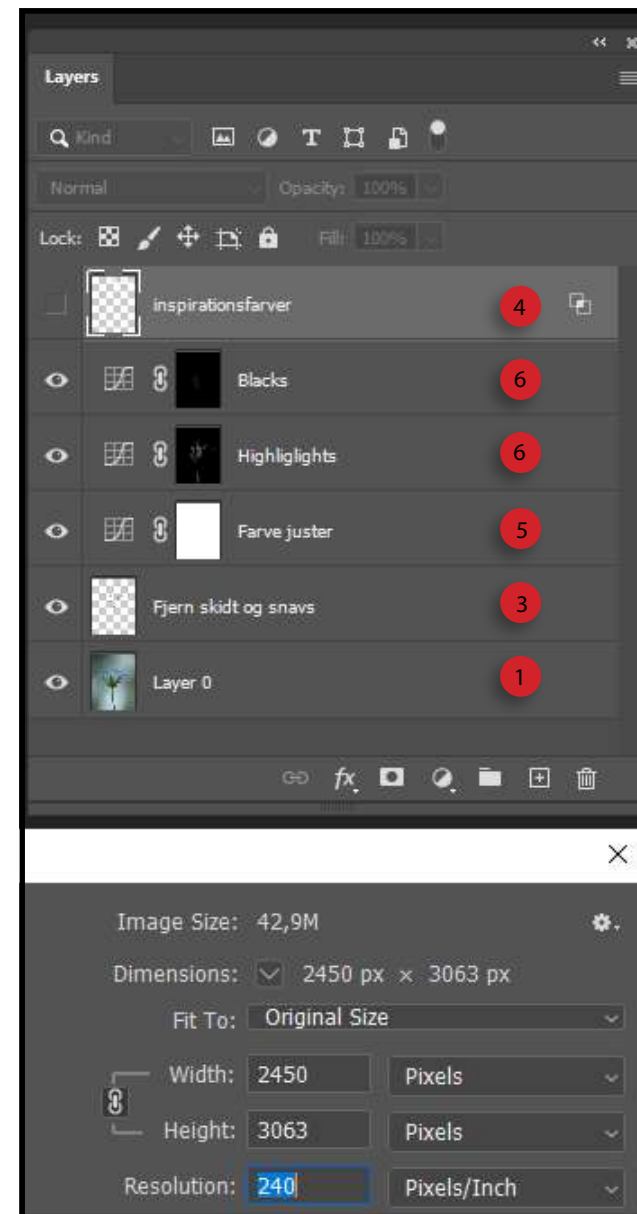 Layers
Kind
Normal Opacity: 100%
Lock: Fill: 100%
inspirationsfarver 4
Blacks 6
Highliglights 6
Farve juster 5
Fjern skidt og snavs 3
Layer 0 1
fx
Image Size: 42,9M
Dimensions: 2450 px × 3063 px
Fit To: Original Size
Width: 2450 Pixels
Height: 3063 Pixels
Resolution: 240 Pixels/Inch